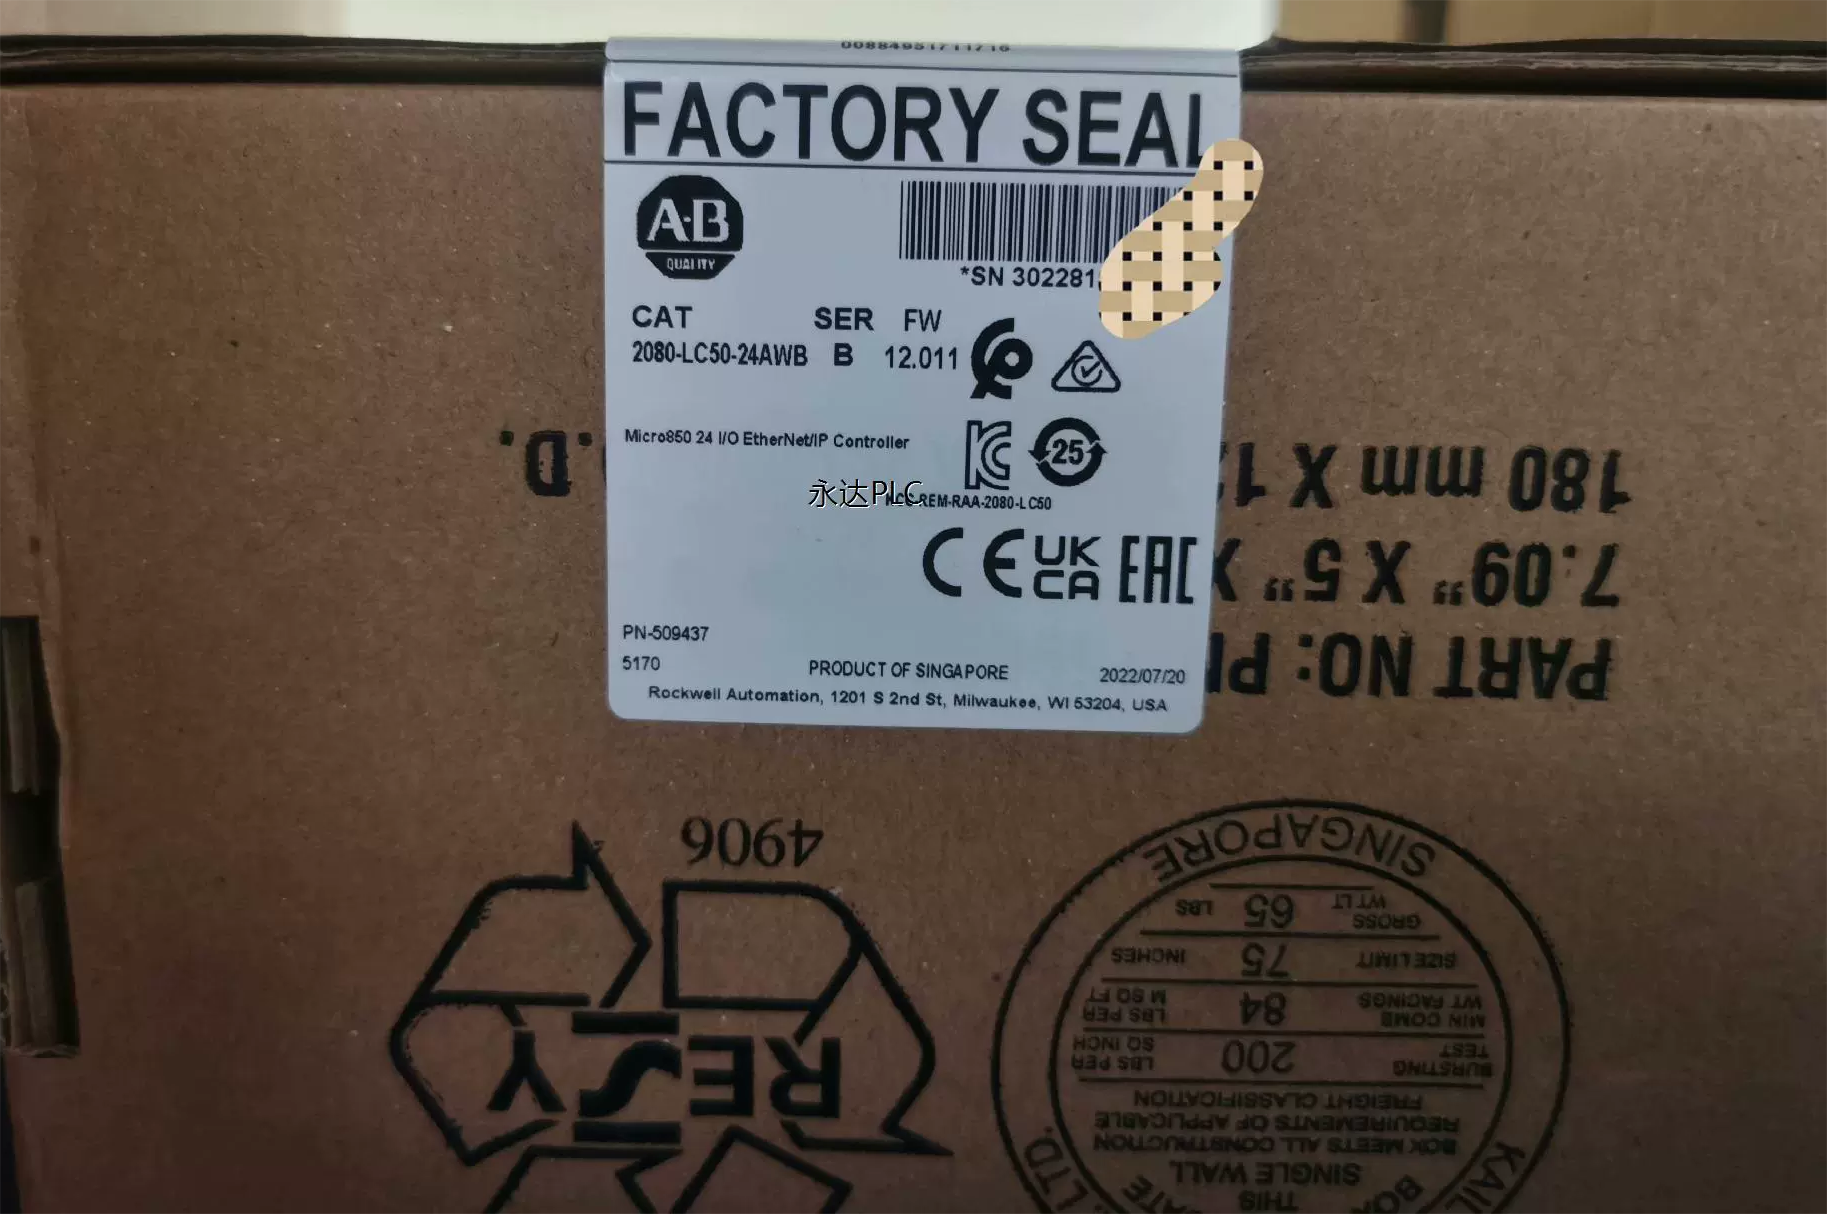 00884951711716
FACTORY SEAL
A·B
QUALITY
*SN 302281
CAT SER FW
2080-LC50-24AWB B 12.011
Micro850 24 I/O EtherNet/IP Controller
25
永达PLC
KCC-REM-RAA-2080-LC50
CE UK CA EAC
PN-509437
5170 PRODUCT OF SINGAPORE 2022/07/20
Rockwell Automation, 1201 S 2nd St, Milwaukee, WI 53204, USA
PART NO:
7.09" X 5" X
180 mm X
.D.
4906
RESY
THIS
SINGLE WALL
BOX MEETS ALL CONSTRUCTION
REQUIREMENTS OF APPLICABLE
FREIGHT CLASSIFICATION
BURSTING TEST 200 LBS PER SQ INCH
MIN COMB WT FACINGS 84 LBS PER M SQ FT
SIZE LIMIT 75 INCHES
GROSS WT LT 65 LBS
SINGAPORE
LTD.